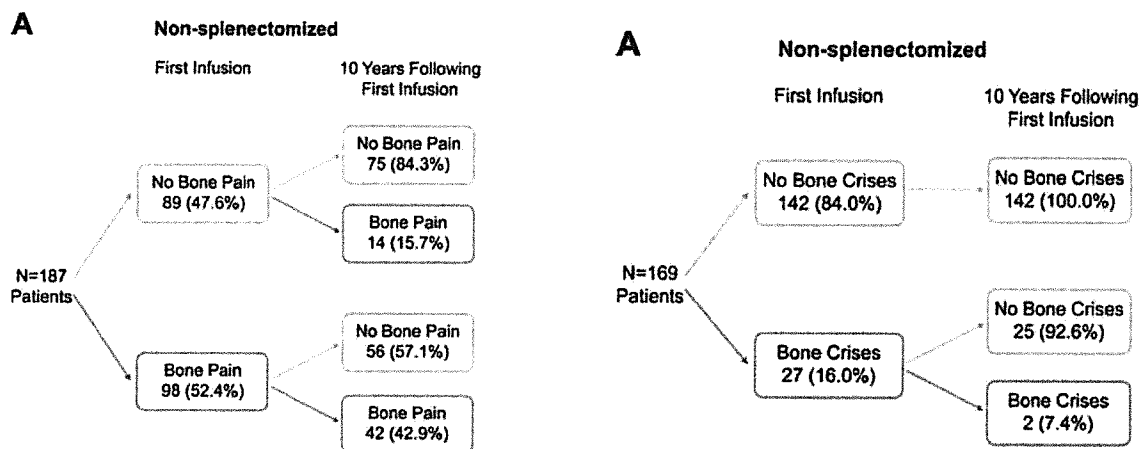 A
Non-splenectomized
First Infusion
10 Years Following
First Infusion
No Bone Pain
75 (84.3%)
No Bone Pain
89 (47.6%)
Bone Pain
14 (15.7%)
N=187
Patients
No Bone Pain
56 (57.1%)
Bone Pain
98 (52.4%)
Bone Pain
42 (42.9%)
A
Non-splenectomized
First Infusion
10 Years Following
First Infusion
No Bone Crises
142 (84.0%)
No Bone Crises
142 (100.0%)
N=169
Patients
No Bone Crises
25 (92.6%)
Bone Crises
27 (16.0%)
Bone Crises
2 (7.4%)